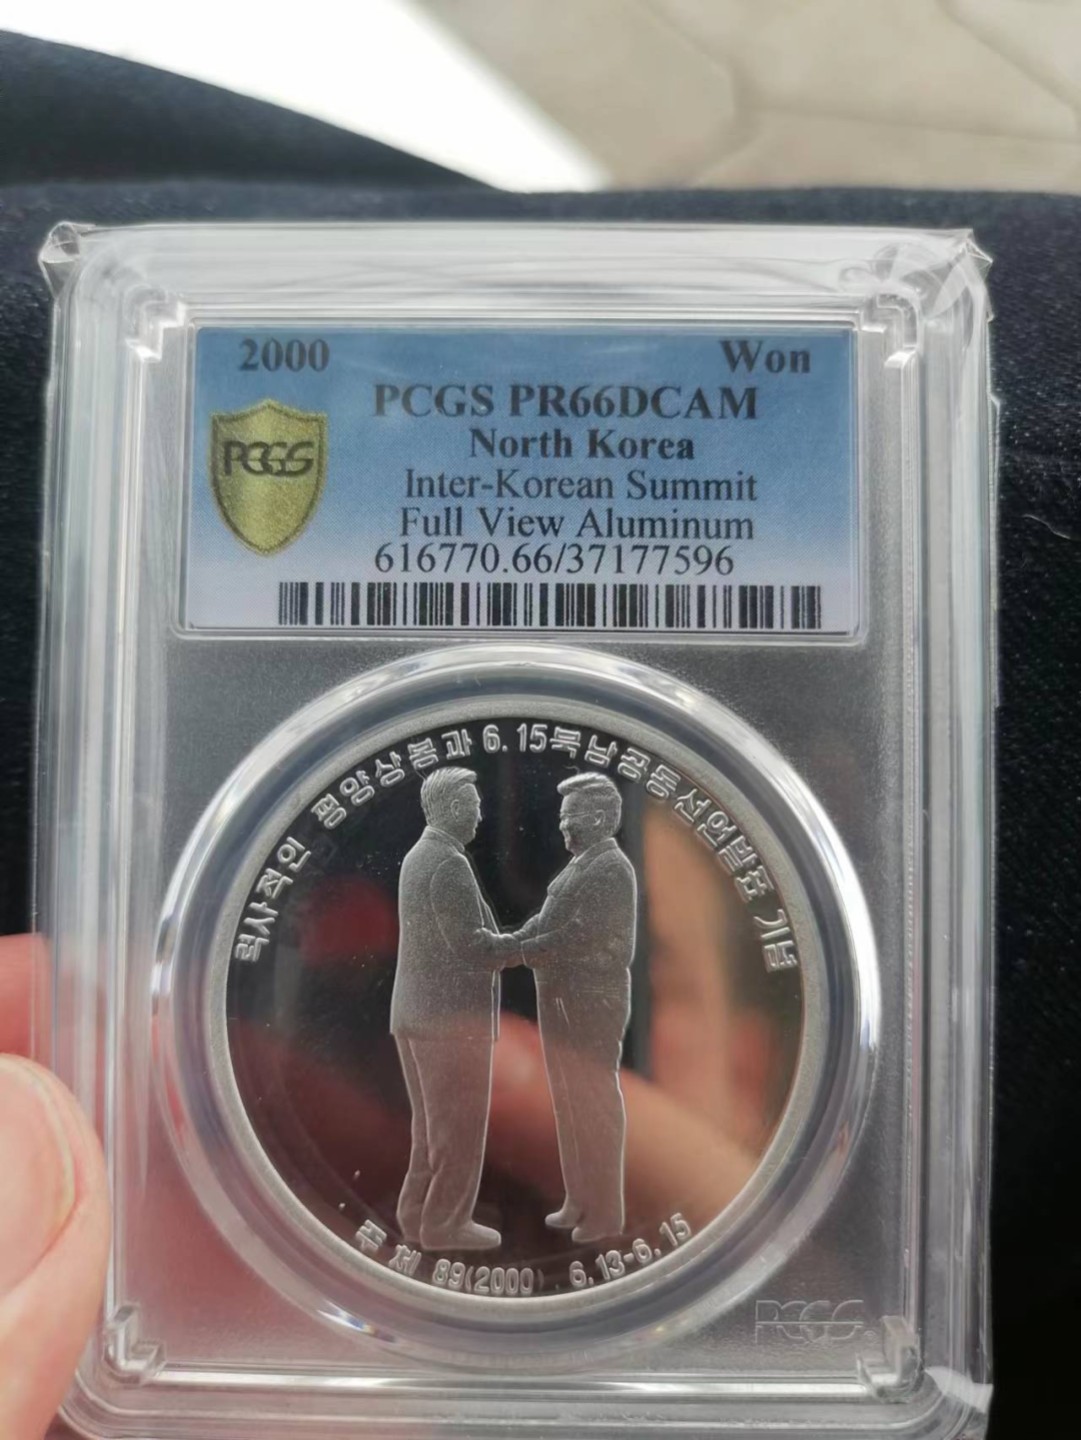 2000 Won
PCGS PR66DCAM
North Korea
PCGS
Inter-Korean Summit
Full View Aluminum
616770.66/37177596
력사적인 평양상봉과 6.15북남공동선언발표 기념
주체 89(2000). 6.13-6.15
PCGS